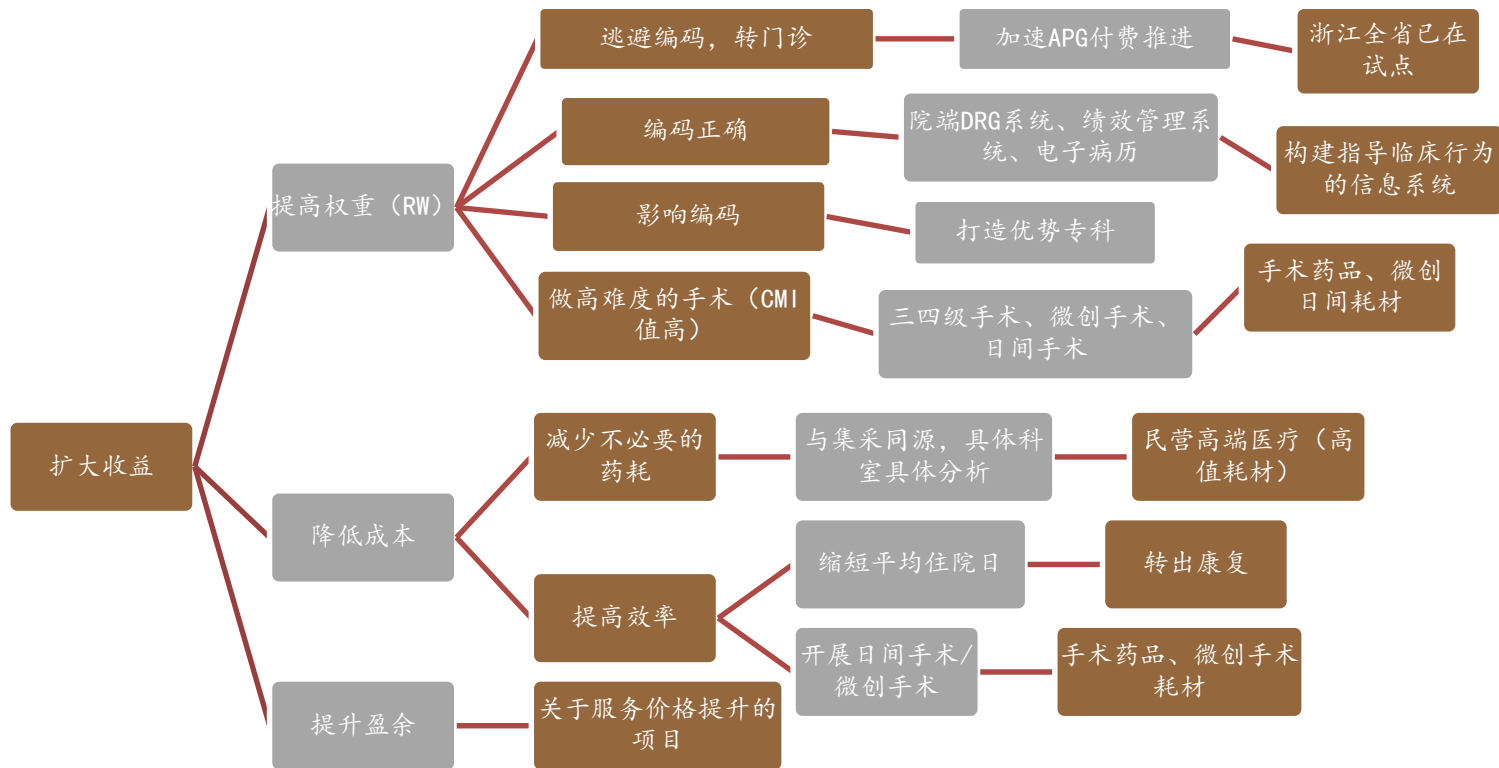 逃避编码，转门诊
加速APG付费推进
浙江全省已在
试点
编码正确
院端DRG系统、绩效管理系
统、电子病历
构建指导临床行为
的信息系统
提高权重（RW）
影响编码
打造优势专科
做高难度的手术（CMI
值高）
三四级手术、微创手术、
日间手术
手术药品、微创
日间耗材
扩大收益
减少不必要的
药耗
与集采同源，具体科
室具体分析
民营高端医疗（高
值耗材）
降低成本
提高效率
缩短平均住院日
转出康复
开展日间手术/
微创手术
手术药品、微创手术
耗材
提升盈余
关于服务价格提升的
项目